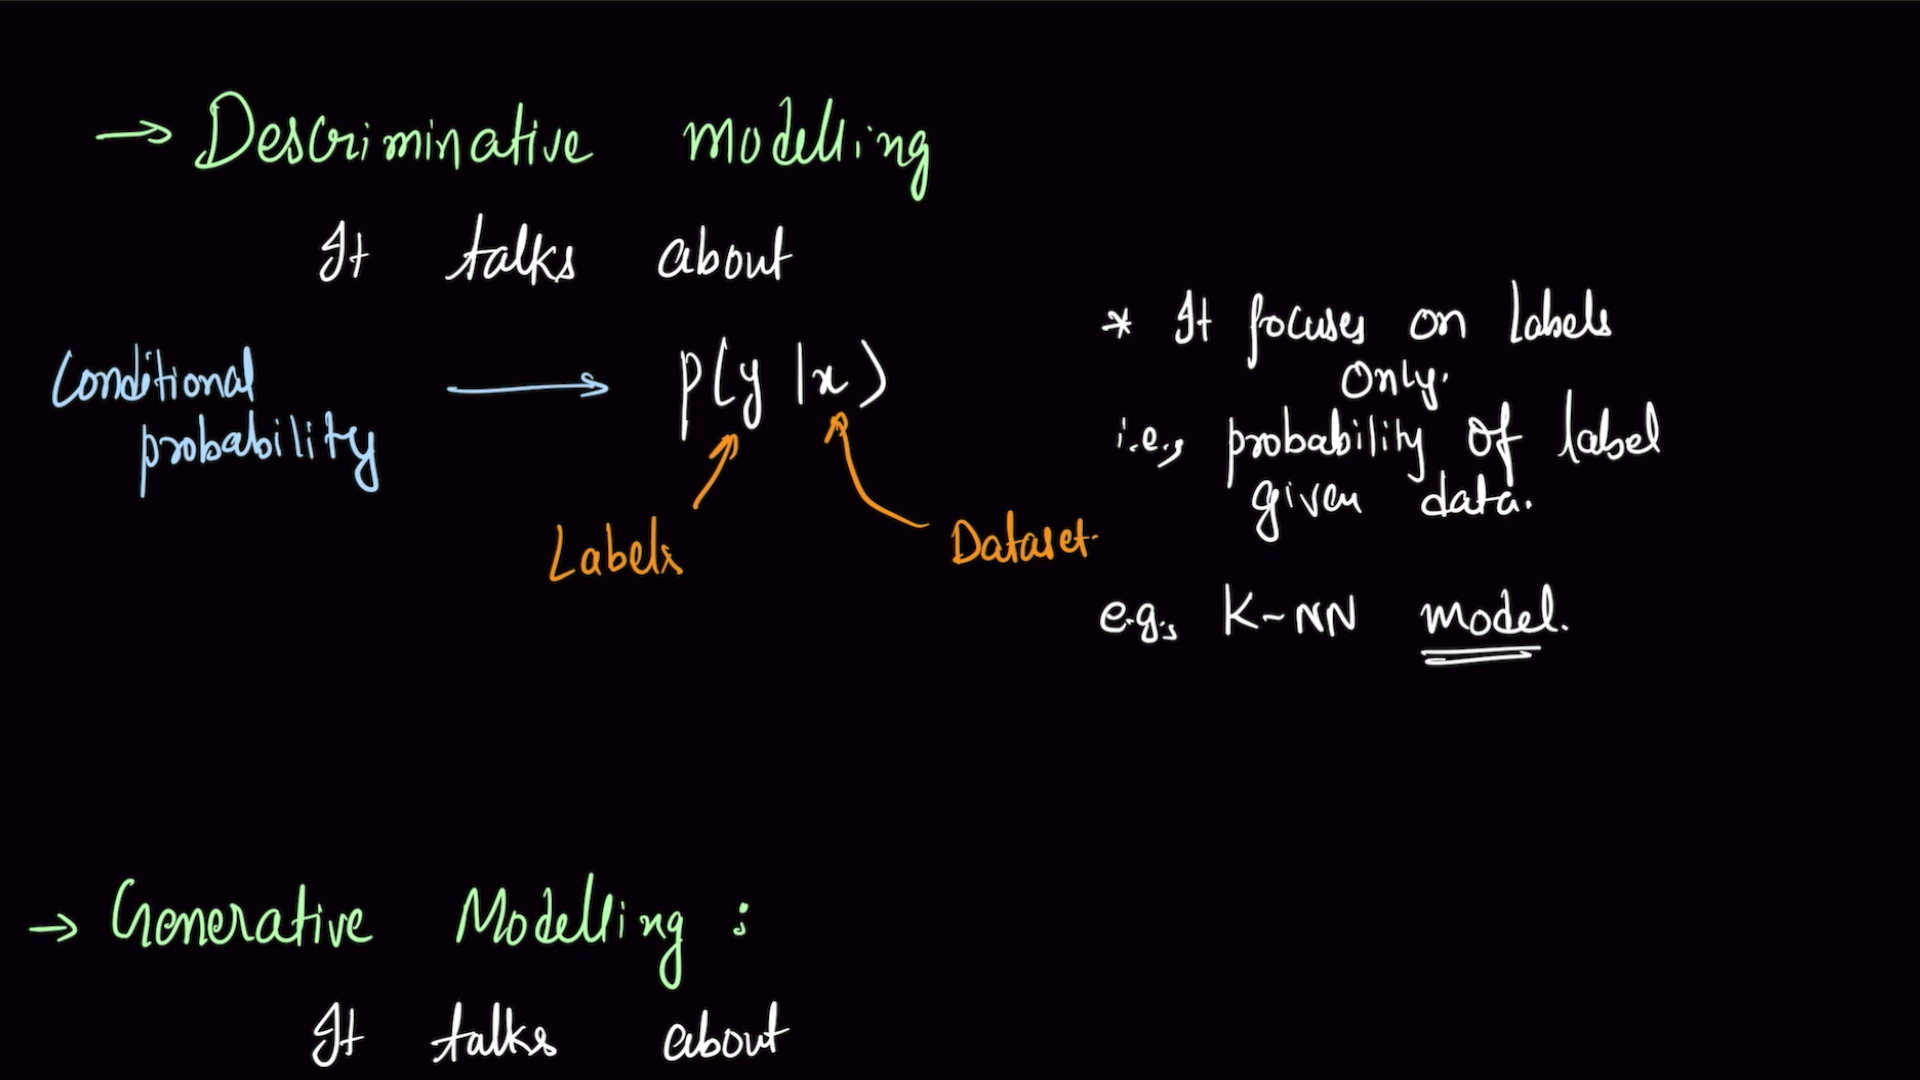 → Descriminative modelling
It talks about
Conditional
probability
→ p(y|x)
Labels
Dataset.
* It focuses on labels
only.
i.e., probability of label
given data.
e.g., K-NN model.
→ Generative Modelling :
It talks about